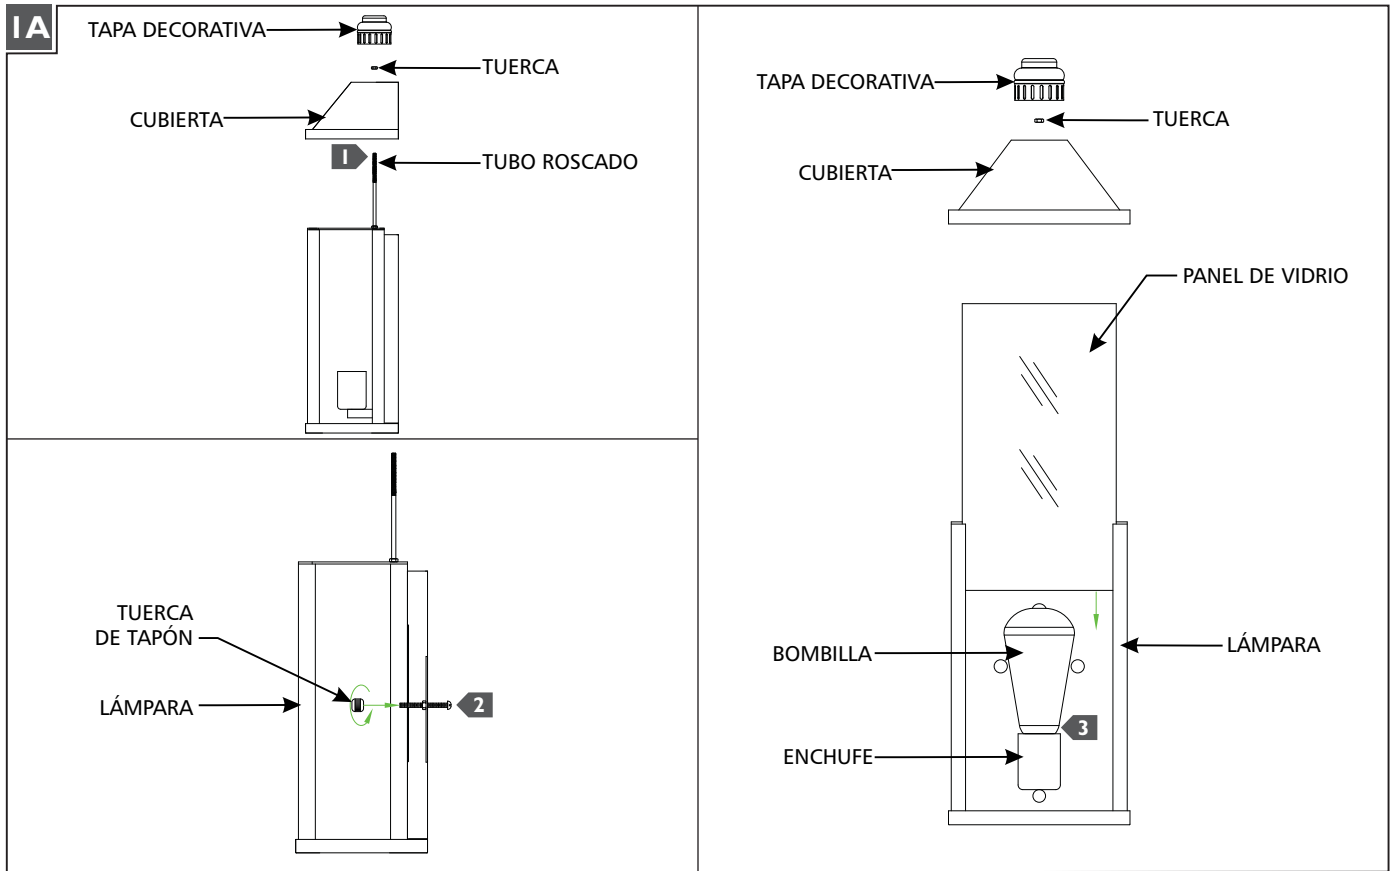 1A
TAPA DECORATIVA
TUERCA
CUBIERTA
1
TUBO ROSCADO
TUERCA
DE TAPÓN
LÁMPARA
2
TAPA DECORATIVA
TUERCA
CUBIERTA
PANEL DE VIDRIO
BOMBILLA
LÁMPARA
3
ENCHUFE